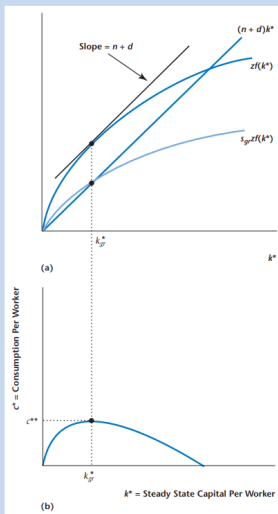 (n + d)k*
Slope = n + d
zf(k*)
s_gr zf(k*)
k*_gr
k*
(a)
c* = Consumption Per Worker
c**
k*_gr
k* = Steady State Capital Per Worker
(b)